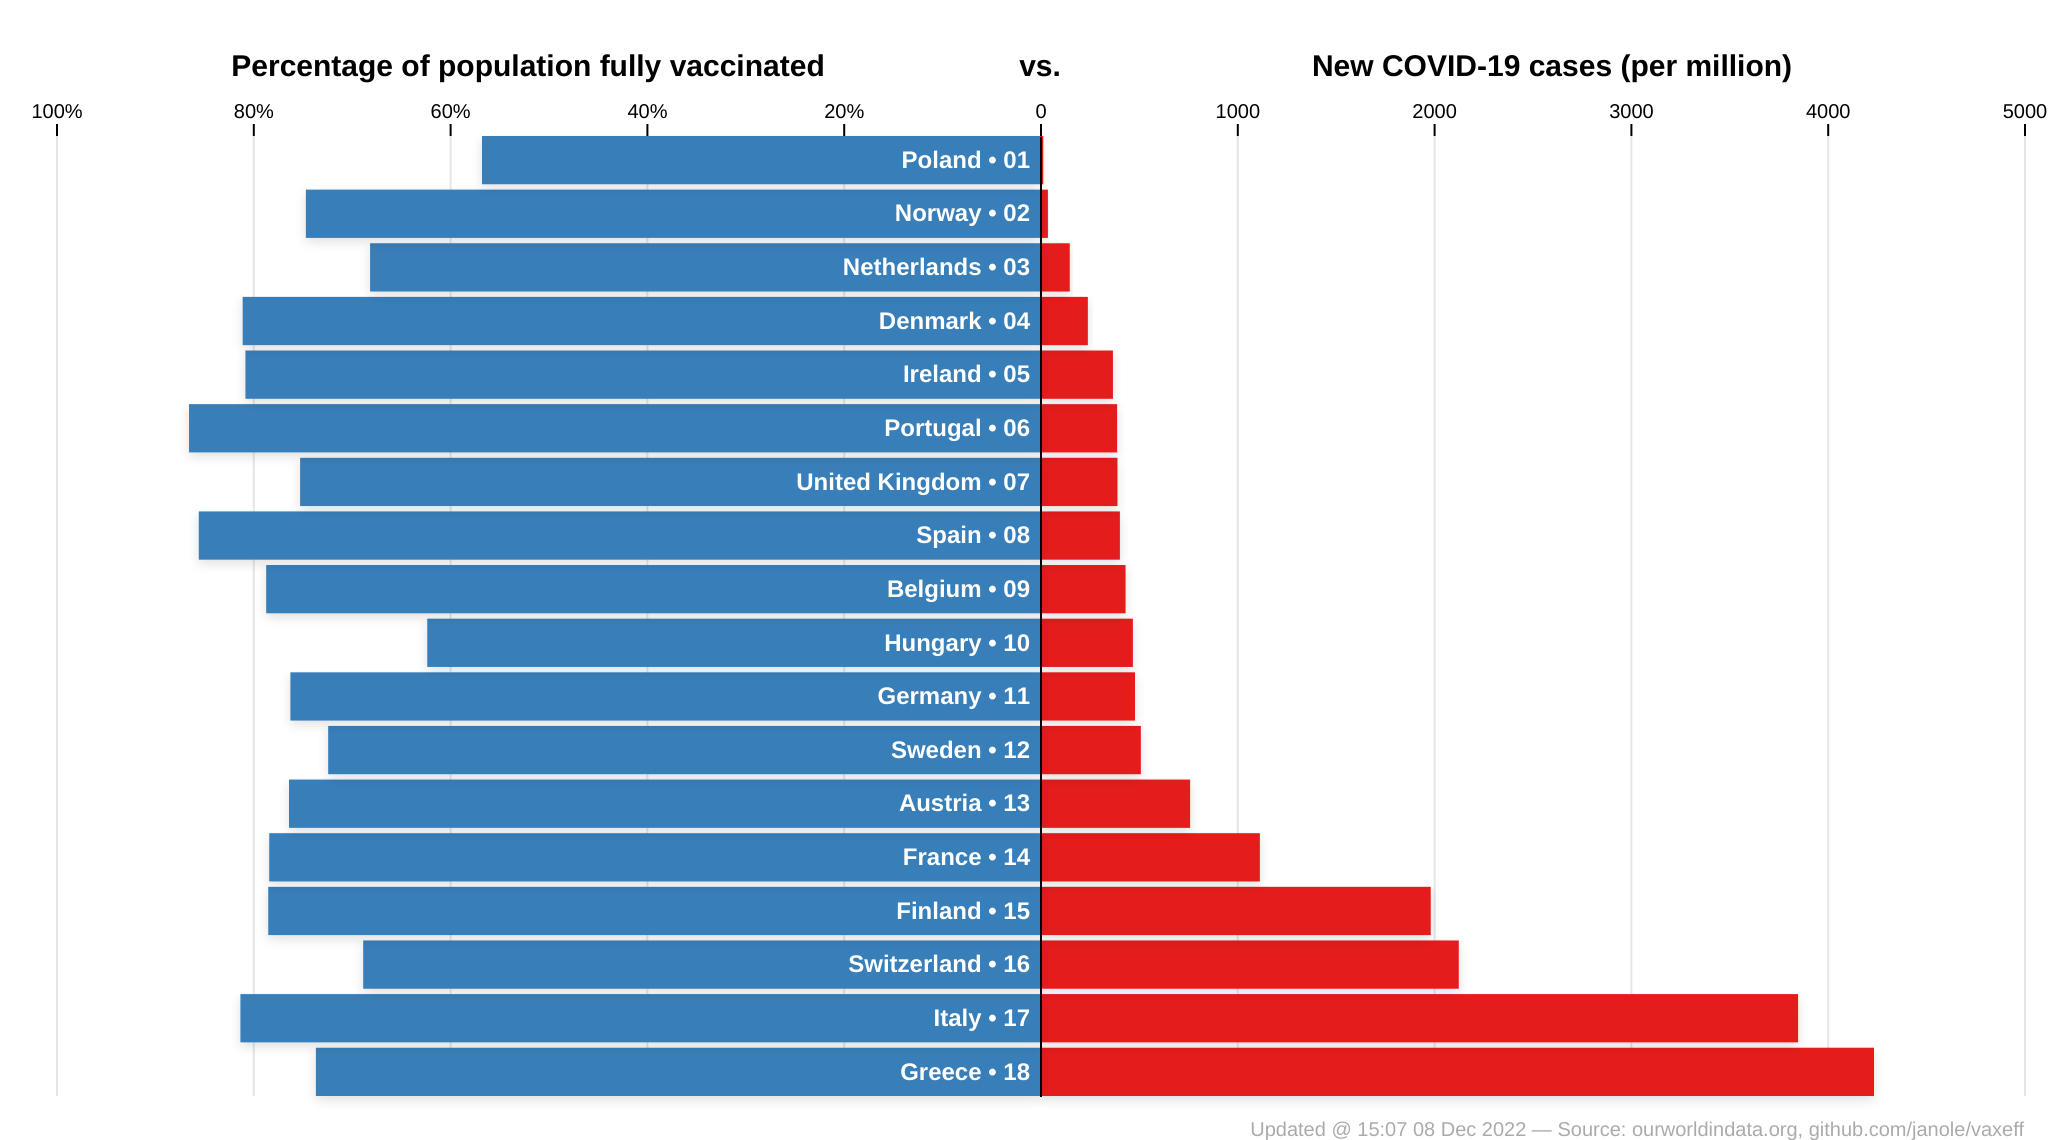 Percentage of population fully vaccinated vs. New COVID-19 cases (per million)
100% 80% 60% 40% 20% 0 1000 2000 3000 4000 5000
Poland • 01
Norway • 02
Netherlands • 03
Denmark • 04
Ireland • 05
Portugal • 06
United Kingdom • 07
Spain • 08
Belgium • 09
Hungary • 10
Germany • 11
Sweden • 12
Austria • 13
France • 14
Finland • 15
Switzerland • 16
Italy • 17
Greece • 18
Updated @ 15:07 08 Dec 2022 — Source: ourworldindata.org, github.com/janole/vaxeff